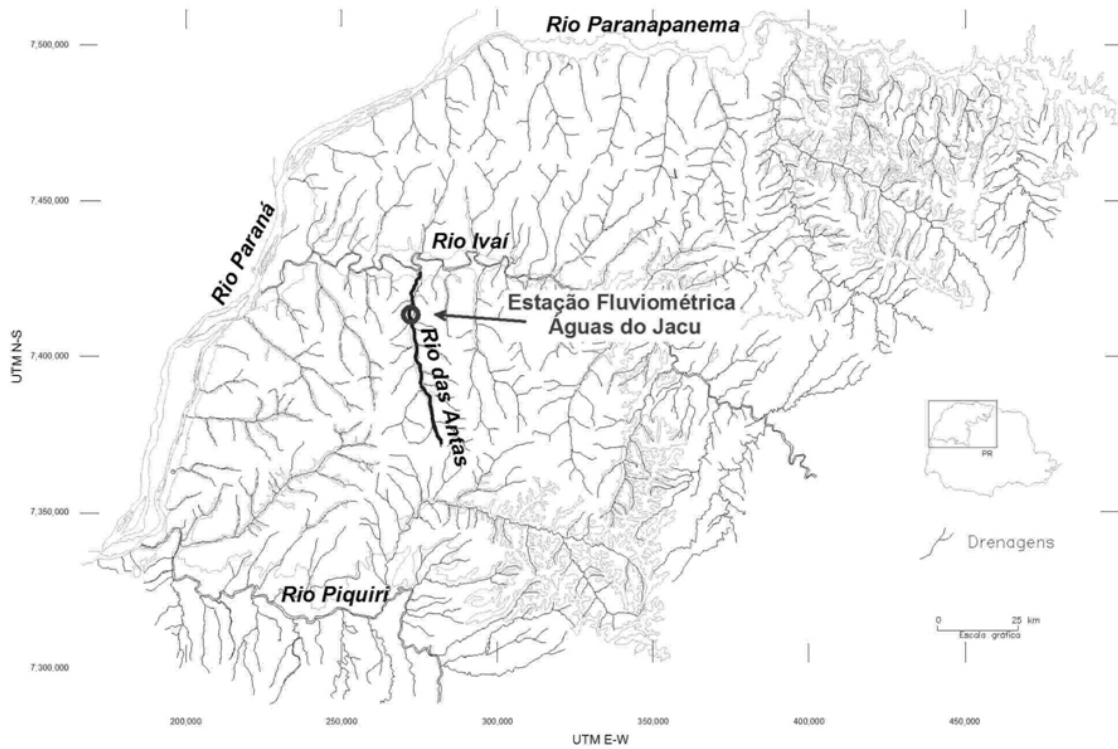 Rio Paranapanema
7,500,000
7,450,000
Rio Paraná
Rio Ivaí
Estação Fluviométrica
Águas do Jacu
UTM N-S
7,400,000
Rio das Antas
PR
7,350,000
Drenagens
Rio Piquiri
0 25 km
Escala gráfica
7,300,000
200,000 250,000 300,000 350,000 400,000 450,000
UTM E-W